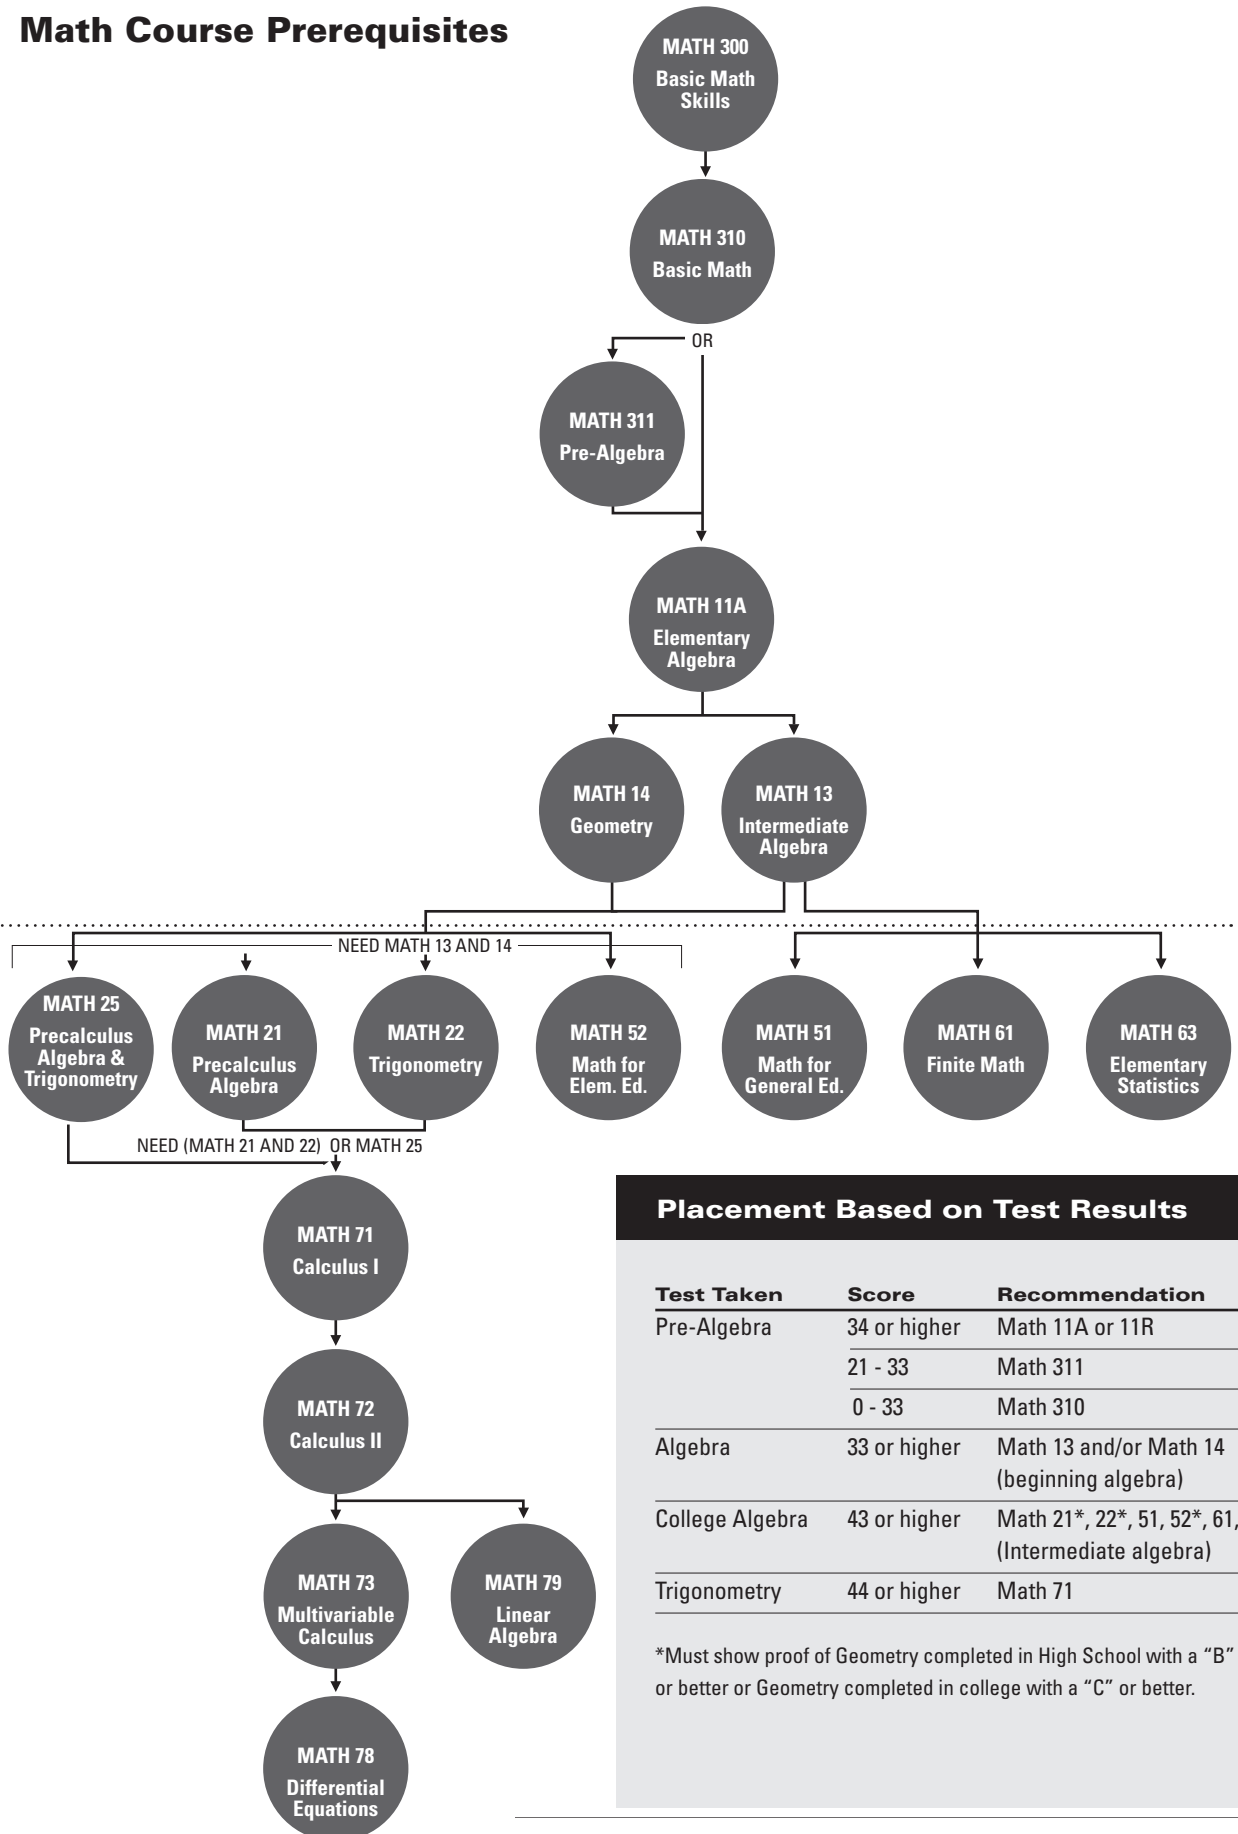 Math Course Prerequisites
MATH 300
Basic Math
Skills
MATH 310
Basic Math
OR
MATH 311
Pre-Algebra
MATH 11A
Elementary
Algebra
MATH 14
Geometry
MATH 13
Intermediate
Algebra
NEED MATH 13 AND 14
MATH 25
Precalculus
Algebra &
Trigonometry
MATH 21
Precalculus
Algebra
MATH 22
Trigonometry
MATH 52
Math for
Elem. Ed.
MATH 51
Math for
General Ed.
MATH 61
Finite Math
MATH 63
Elementary
Statistics
NEED (MATH 21 AND 22) OR MATH 25
MATH 71
Calculus I
MATH 72
Calculus II
MATH 73
Multivariable
Calculus
MATH 79
Linear
Algebra
MATH 78
Differential
Equations
Placement Based on Test Results
Test Taken Score Recommendation
Pre-Algebra 34 or higher Math 11A or 11R
21 - 33 Math 311
0 - 33 Math 310
Algebra 33 or higher Math 13 and/or Math 14
(beginning algebra)
College Algebra 43 or higher Math 21*, 22*, 51, 52*, 61,
(Intermediate algebra)
Trigonometry 44 or higher Math 71
*Must show proof of Geometry completed in High School with a “B”
or better or Geometry completed in college with a “C” or better.